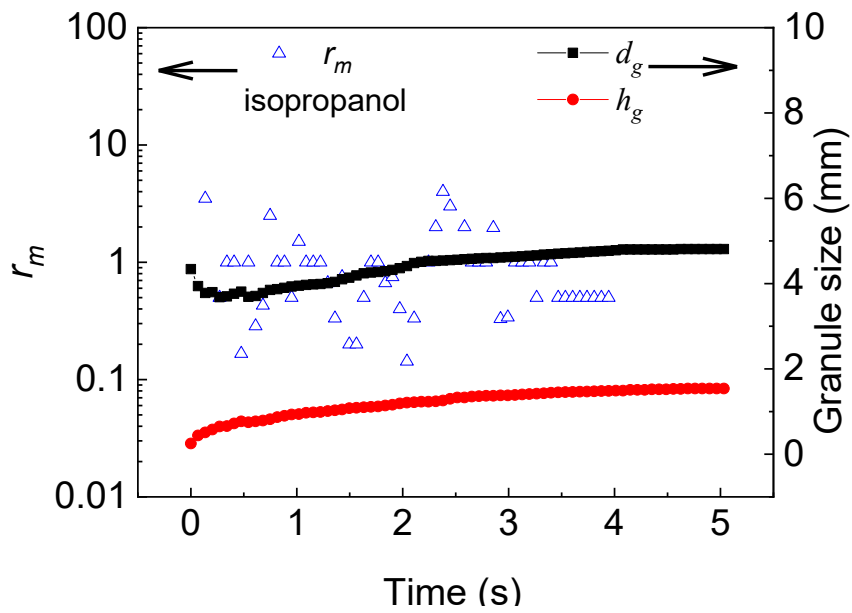 r_m
isopropanol
d_g
h_g
100
10
1
0.1
0.01
r_m
10
8
6
4
2
0
Granule size (mm)
0 1 2 3 4 5
Time (s)